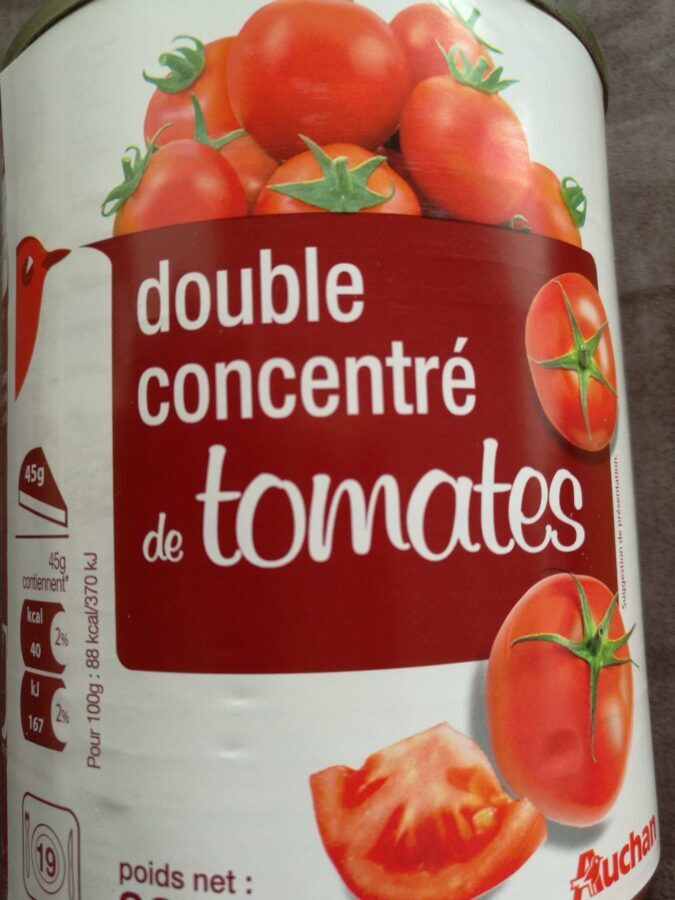 double
concentré
de tomates
Suggestion de présentation.
45g
45g
contiennent*
kcal
40
2%
kJ
167
2%
Pour 100g : 88 kcal/370 kJ
19
poids net :
Auchan